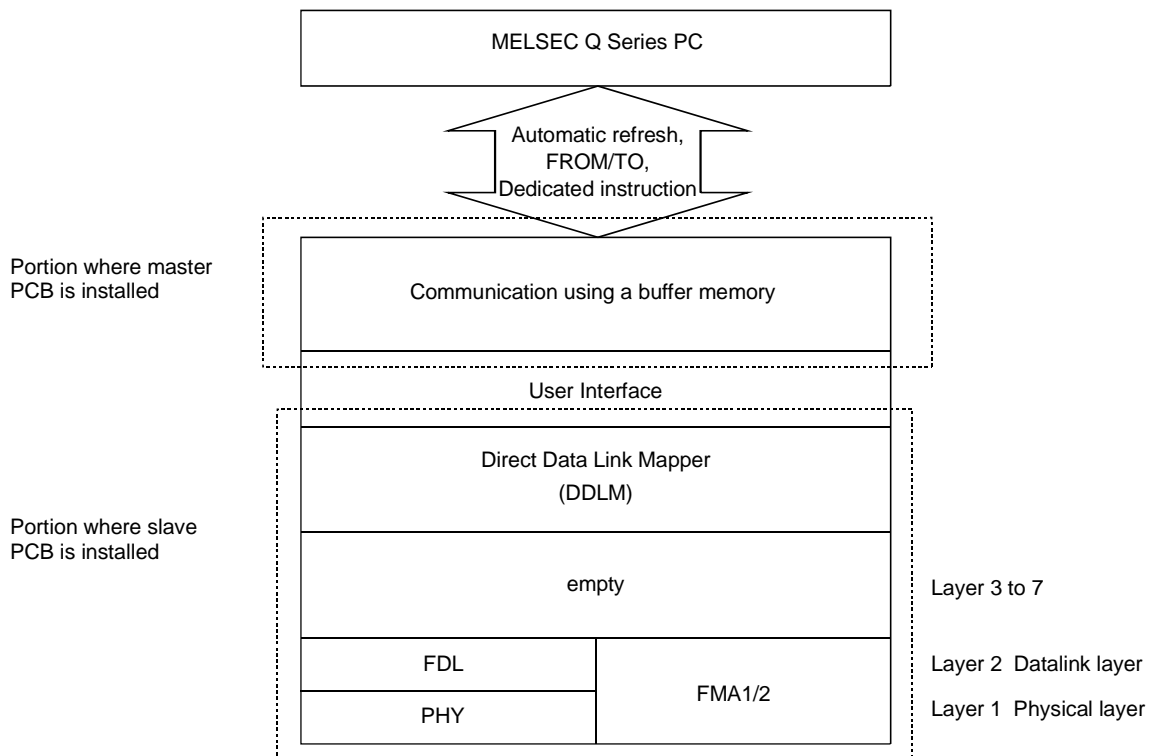 MELSEC Q Series PC
Automatic refresh,
FROM/TO,
Dedicated instruction
Portion where master
PCB is installed
Communication using a buffer memory
User Interface
Direct Data Link Mapper
(DDLM)
Portion where slave
PCB is installed
empty
Layer 3 to 7
FDL
FMA1/2
Layer 2 Datalink layer
PHY
Layer 1 Physical layer